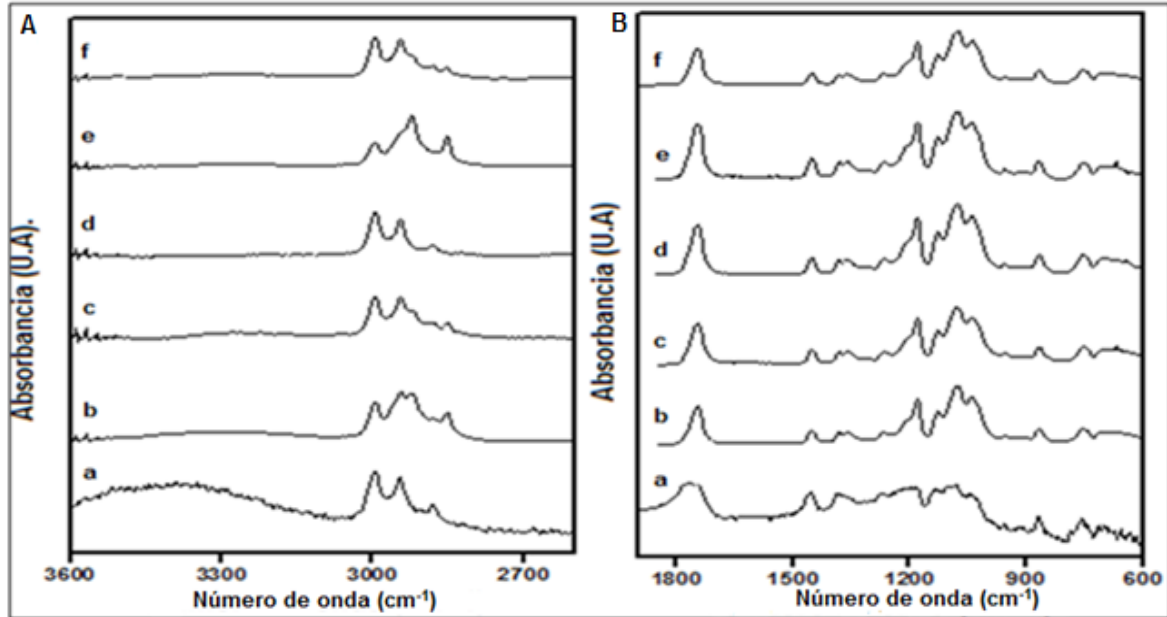 A
f
e
d
c
b
a
Absorbancia (U.A).
3600
3300
3000
2700
Número de onda (cm-1)
B
f
e
d
c
b
a
Absorbancia (U.A)
1800
1500
1200
900
600
Número de onda (cm-1)